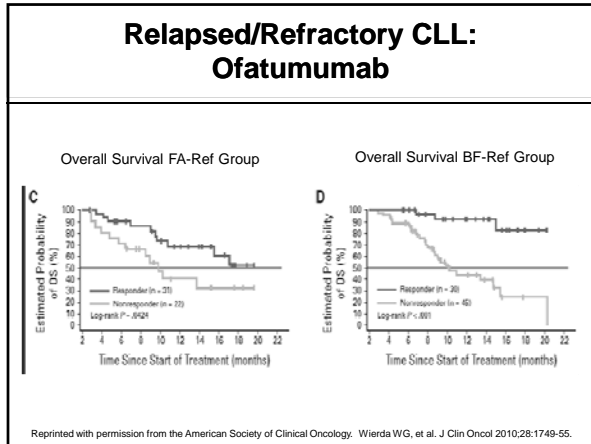 Relapsed/Refractory CLL:
Ofatumumab
Overall Survival FA-Ref Group
Overall Survival BF-Ref Group
C
Estimated Probability
of OS (%)
100
90
80
70
60
50
40
30
20
10
0
Responder (n = 31)
Nonresponder (n = 22)
Log-rank P = .0424
2 4 6 8 10 12 14 16 18 20 22
Time Since Start of Treatment (months)
D
Estimated Probability
of OS (%)
100
90
80
70
60
50
40
30
20
10
0
Responder (n = 30)
Nonresponder (n = 45)
Log-rank P < .001
2 4 6 8 10 12 14 16 18 20 22
Time Since Start of Treatment (months)
Reprinted with permission from the American Society of Clinical Oncology. Wierda WG, et al. J Clin Oncol 2010;28:1749-55.